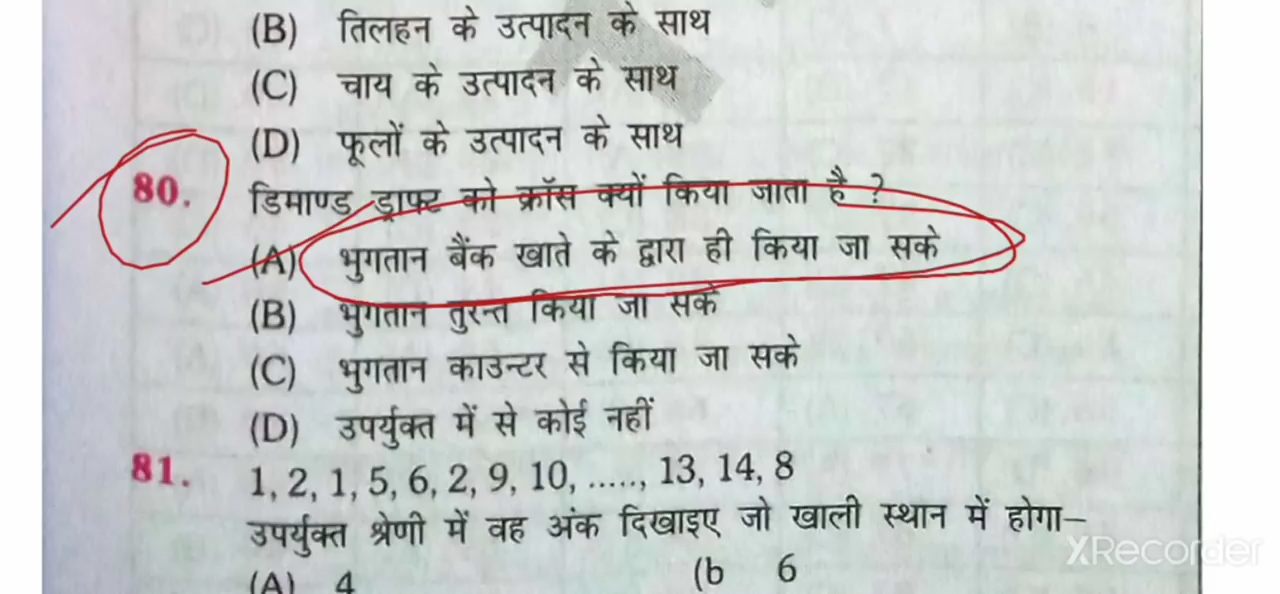 (B) तिलहन के उत्पादन के साथ
(C) चाय के उत्पादन के साथ
(D) फूलों के उत्पादन के साथ
80. डिमाण्ड ड्राफ्ट को क्रॉस क्यों किया जाता है ?
(A) भुगतान बैंक खाते के द्वारा ही किया जा सके
(B) भुगतान तुरन्त किया जा सके
(C) भुगतान काउन्टर से किया जा सके
(D) उपर्युक्त में से कोई नहीं
81. 1, 2, 1, 5, 6, 2, 9, 10, ....., 13, 14, 8
उपर्युक्त श्रेणी में वह अंक दिखाइए जो खाली स्थान में होगा–
(A) 4 (b 6
XRecorder